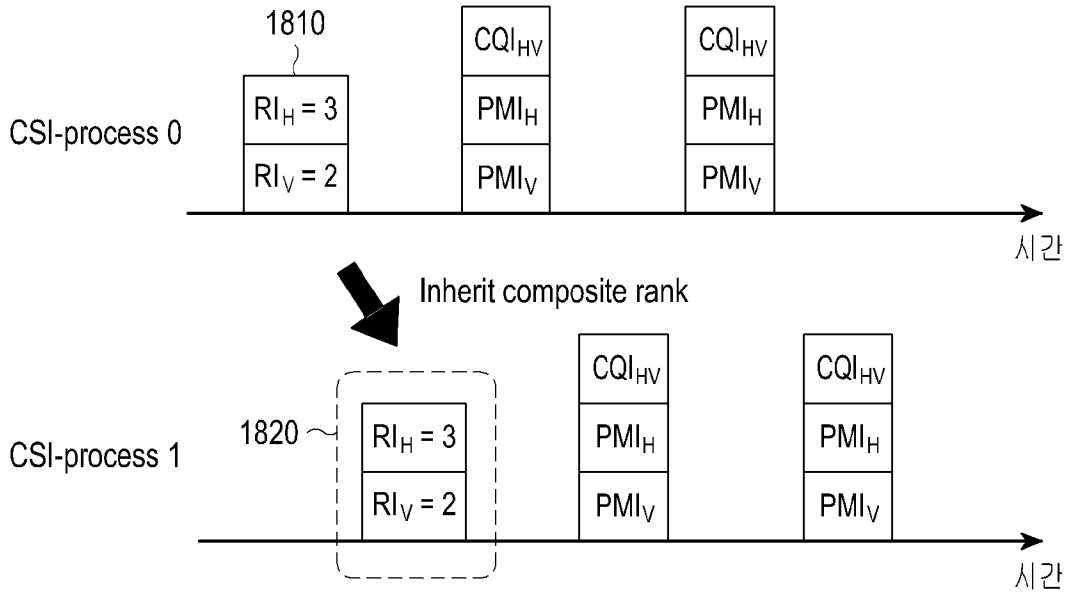 1810
CQI_HV
CQI_HV
RI_H = 3
PMI_H
PMI_H
CSI-process 0
RI_V = 2
PMI_V
PMI_V
시간
Inherit composite rank
CQI_HV
CQI_HV
1820
RI_H = 3
PMI_H
PMI_H
CSI-process 1
RI_V = 2
PMI_V
PMI_V
시간